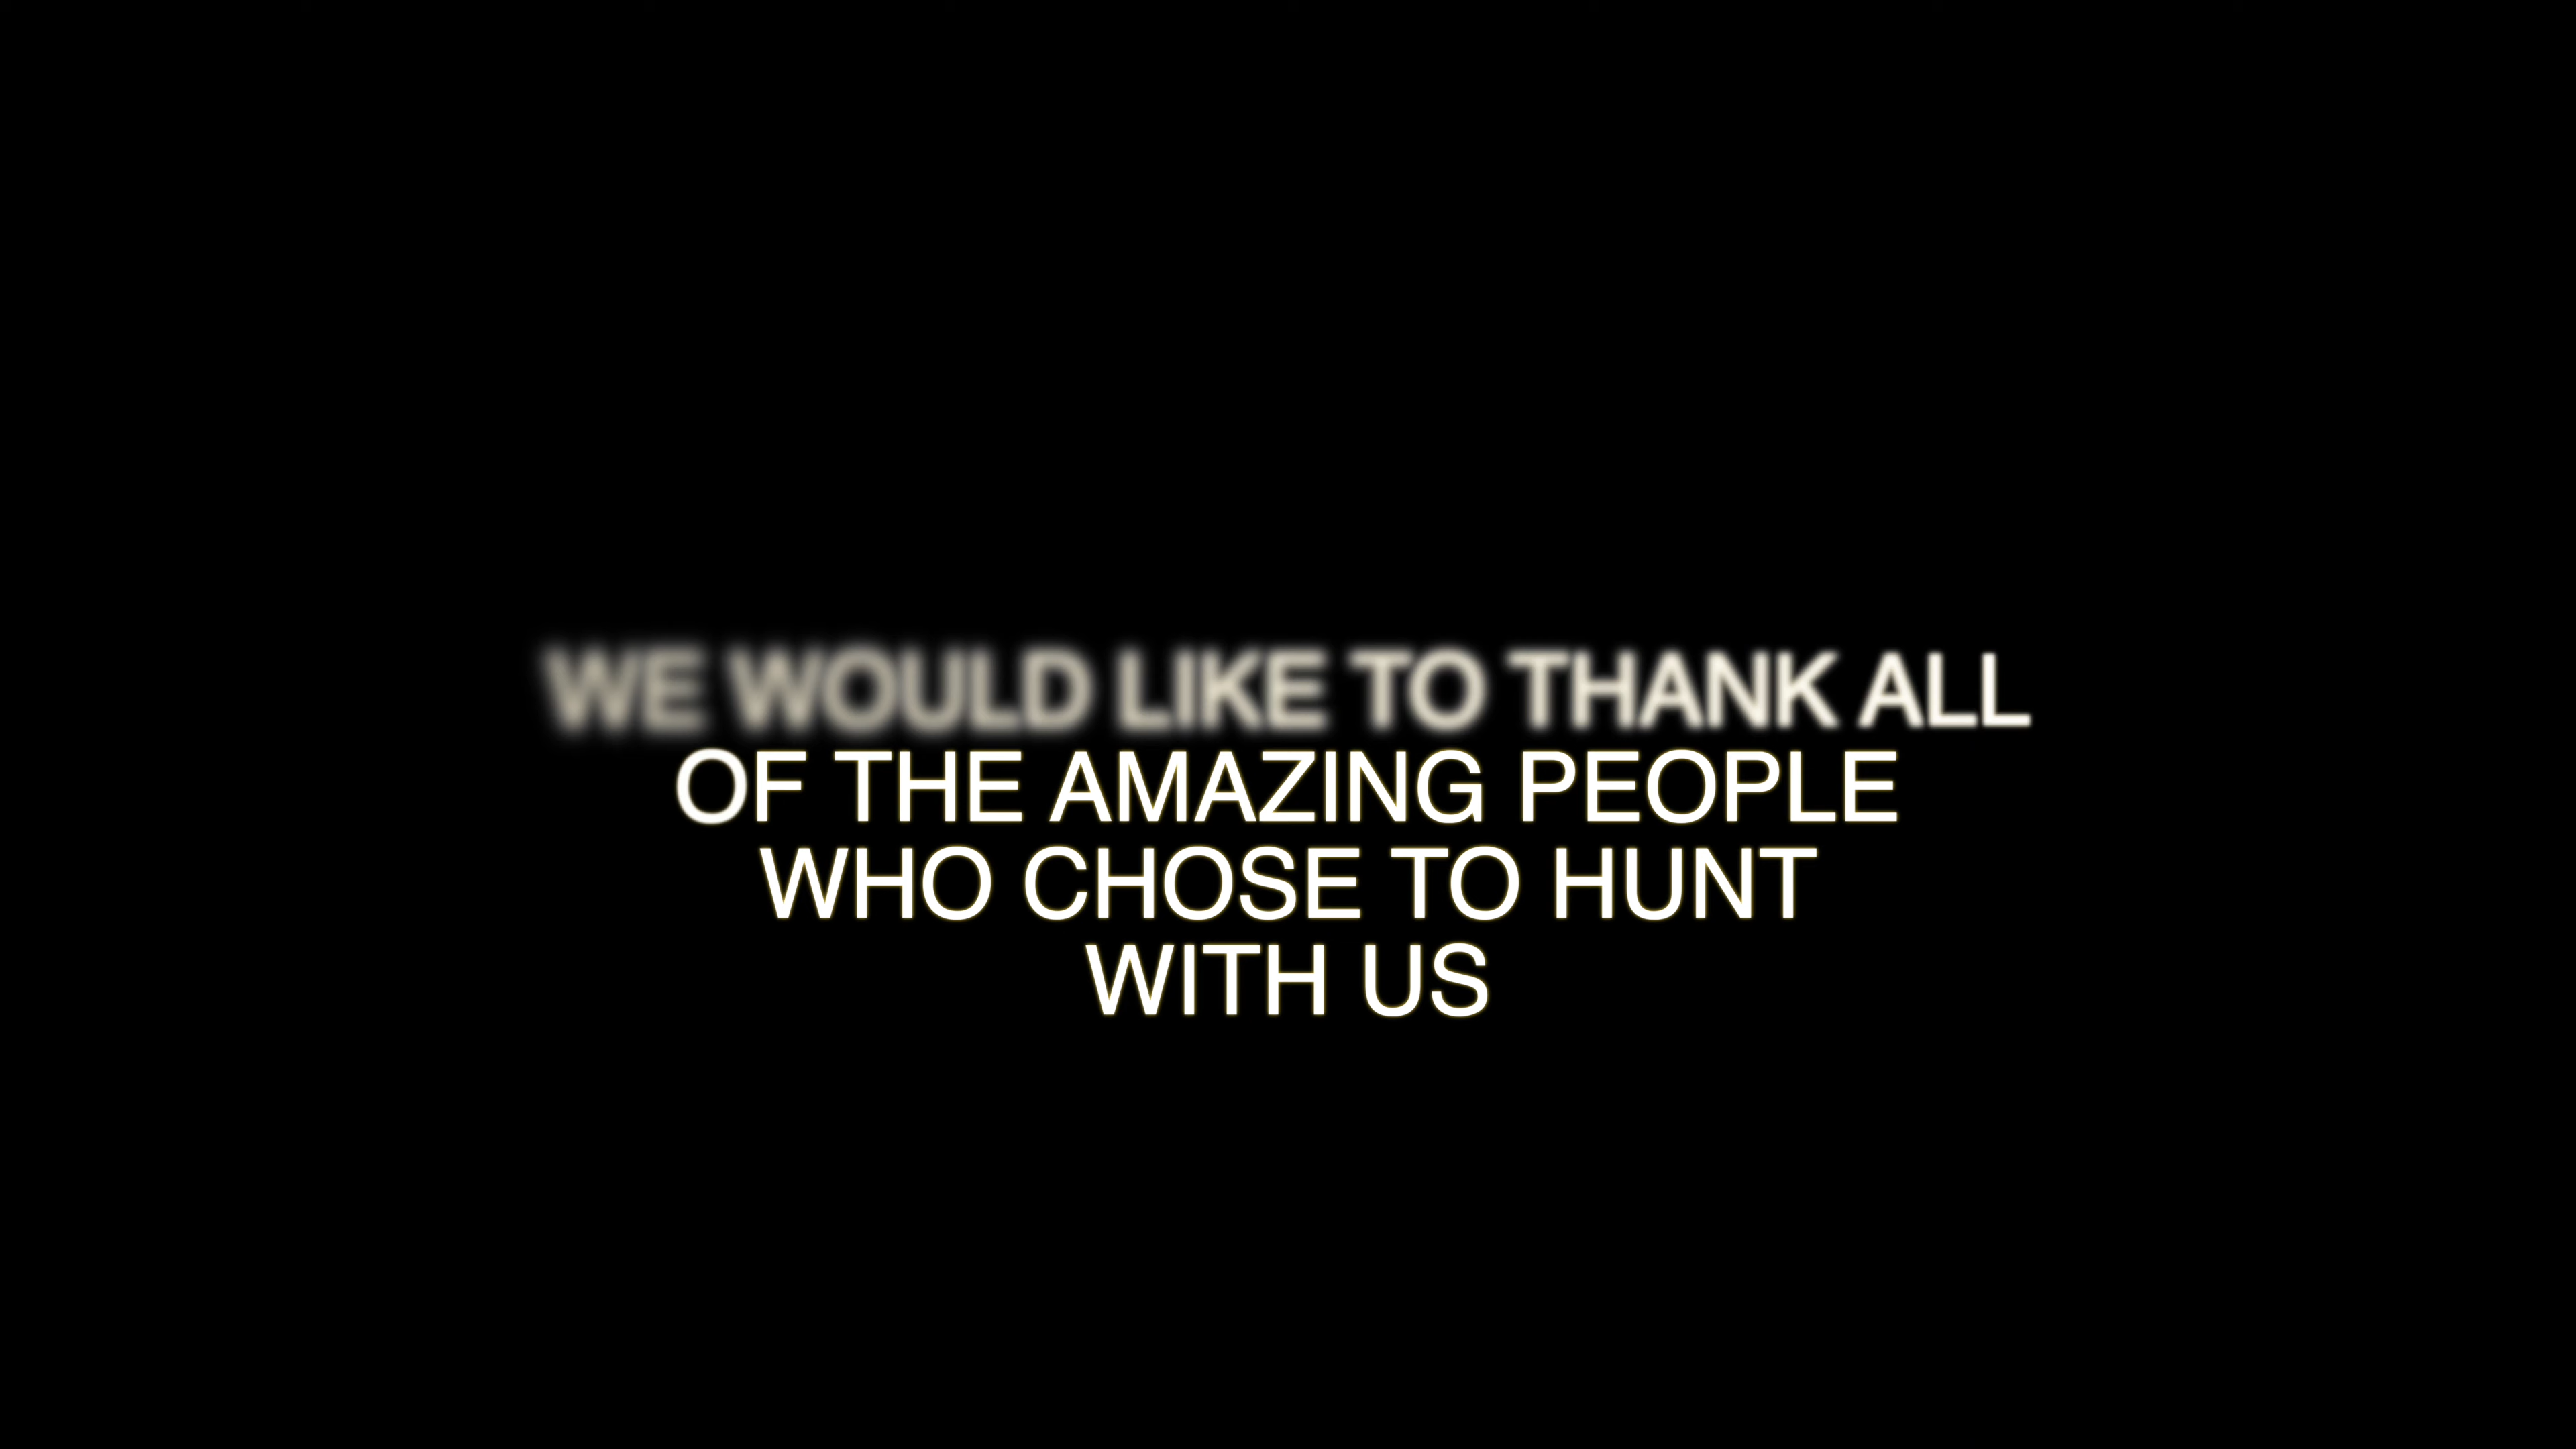 WE WOULD LIKE TO THANK ALL
OF THE AMAZING PEOPLE
WHO CHOSE TO HUNT
WITH US